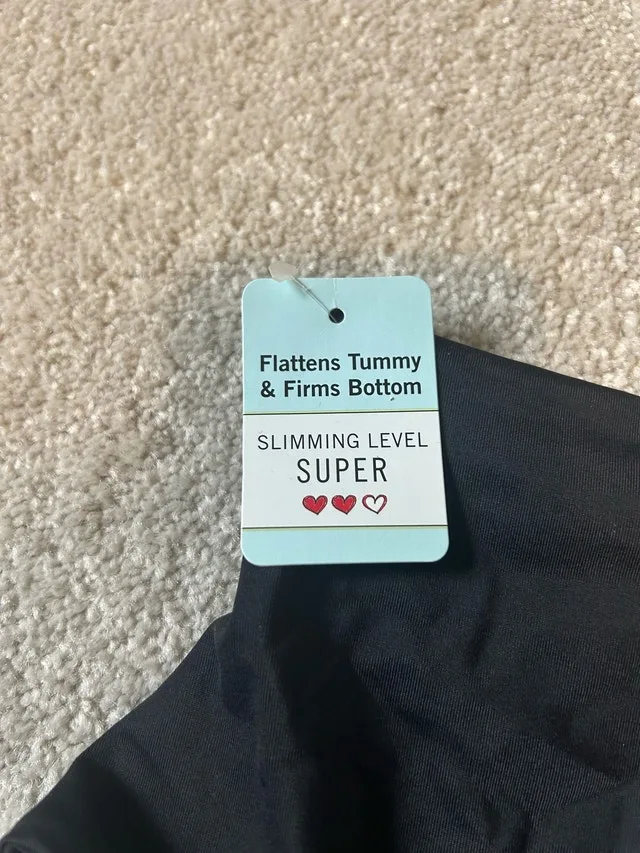 Flattens Tummy
& Firms Bottom
SLIMMING LEVEL
SUPER